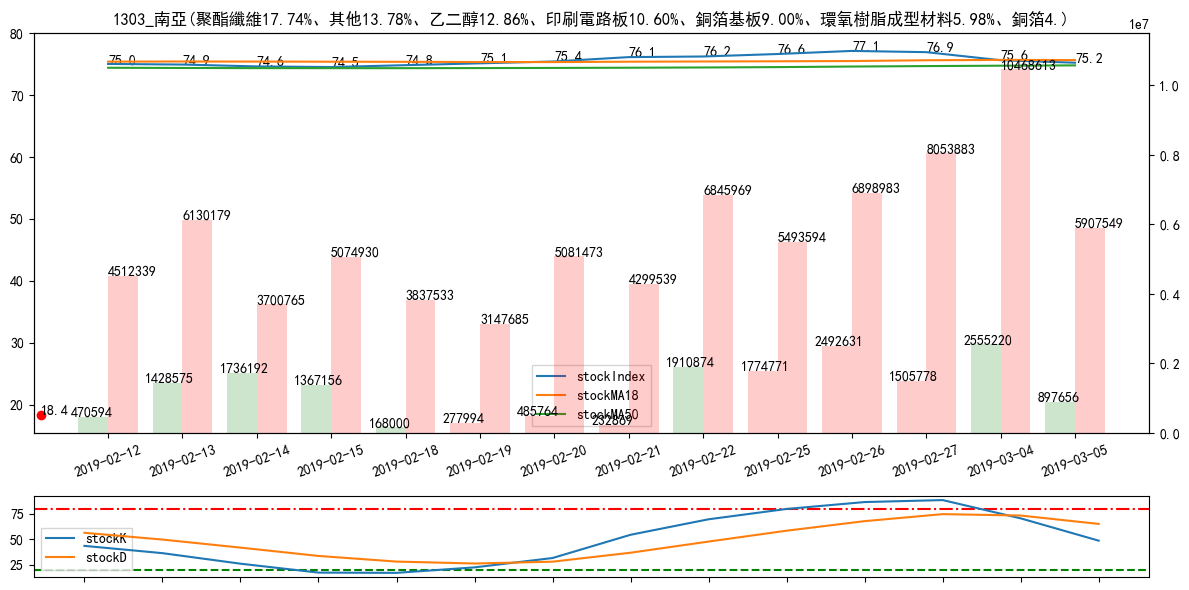 1303_南亞(聚酯纖維17.74%、其他13.78%、乙二醇12.86%、印刷電路板10.60%、銅箔基板9.00%、環氧樹脂成型材料5.98%、銅箔4.)
1e7
80
70
60
50
40
30
20
75.0 74.9 74.6 74.5 74.8 75.1 75.4 76.1 76.2 76.6 77.1 76.9 75.6 75.2
4512339 6130179 3700765 5074930 3837533 3147685 5081473 4299539 6845969 5493594 6898983 8053883 10468613 5907549
470594 1428575 1736192 1367156 168000 277994 485764 232889 1910874 1774771 2492631 1505778 2555220 897656
18.4
stockIndex
stockMA18
stockMA50
1.0
0.8
0.6
0.4
0.2
0.0
2019-02-12 2019-02-13 2019-02-14 2019-02-15 2019-02-18 2019-02-19 2019-02-20 2019-02-21 2019-02-22 2019-02-25 2019-02-26 2019-02-27 2019-03-04 2019-03-05
75
50
25
stockK
stockD